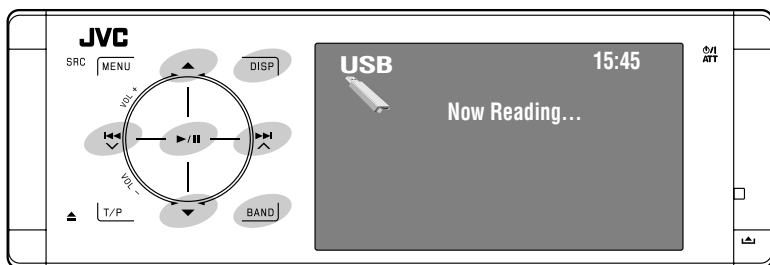 JVC
SRC
MENU
DISP
VOL +
VOL –
T/P
BAND
USB
15:45
Now Reading…
/I
ATT